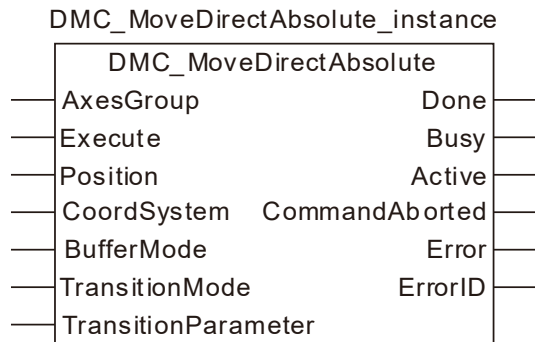 DMC_MoveDirectAbsolute_instance
DMC_MoveDirectAbsolute
AxesGroup Done
Execute Busy
Position Active
CoordSystem CommandAborted
BufferMode Error
TransitionMode ErrorID
TransitionParameter